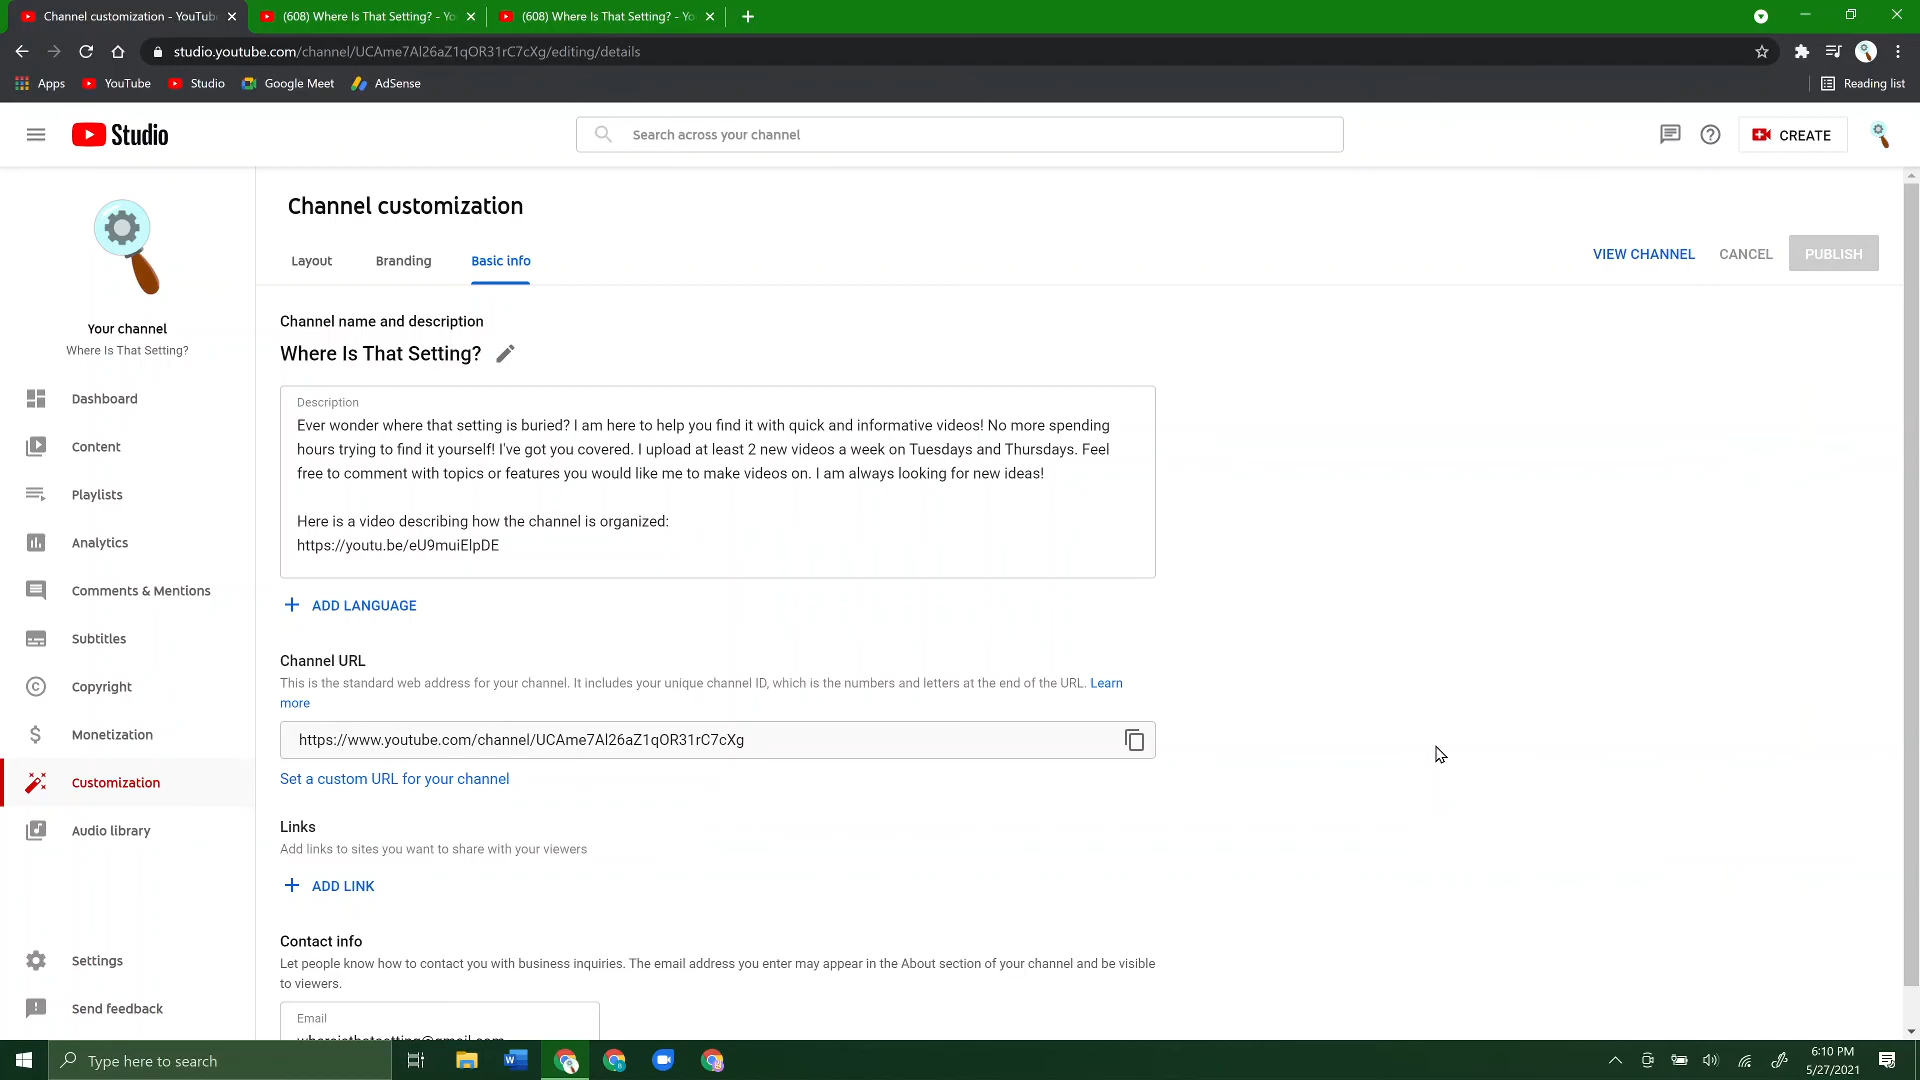 Channel customization - YouTub
(608) Where Is That Setting? - Yo
(608) Where Is That Setting? - Yo
studio.youtube.com/channel/UCAme7Al26aZ1qOR31rC7cXg/editing/details
Apps
YouTube
Studio
Google Meet
AdSense
Reading list
Studio
Search across your channel
CREATE
Channel customization
Layout
Branding
Basic info
VIEW CHANNEL
CANCEL
PUBLISH
Your channel
Where Is That Setting?
Dashboard
Content
Playlists
Analytics
Comments & Mentions
Subtitles
Copyright
Monetization
Customization
Audio library
Settings
Send feedback
Channel name and description
Where Is That Setting?
Description
Ever wonder where that setting is buried? I am here to help you find it with quick and informative videos! No more spending
hours trying to find it yourself! I've got you covered. I upload at least 2 new videos a week on Tuesdays and Thursdays. Feel
free to comment with topics or features you would like me to make videos on. I am always looking for new ideas!
Here is a video describing how the channel is organized:
https://youtu.be/eU9muiElpDE
ADD LANGUAGE
Channel URL
This is the standard web address for your channel. It includes your unique channel ID, which is the numbers and letters at the end of the URL. Learn
more
https://www.youtube.com/channel/UCAme7Al26aZ1qOR31rC7cXg
Set a custom URL for your channel
Links
Add links to sites you want to share with your viewers
ADD LINK
Contact info
Let people know how to contact you with business inquiries. The email address you enter may appear in the About section of your channel and be visible
to viewers.
Email
whereisthatsetting@gmail.com
Type here to search
6:10 PM
5/27/2021